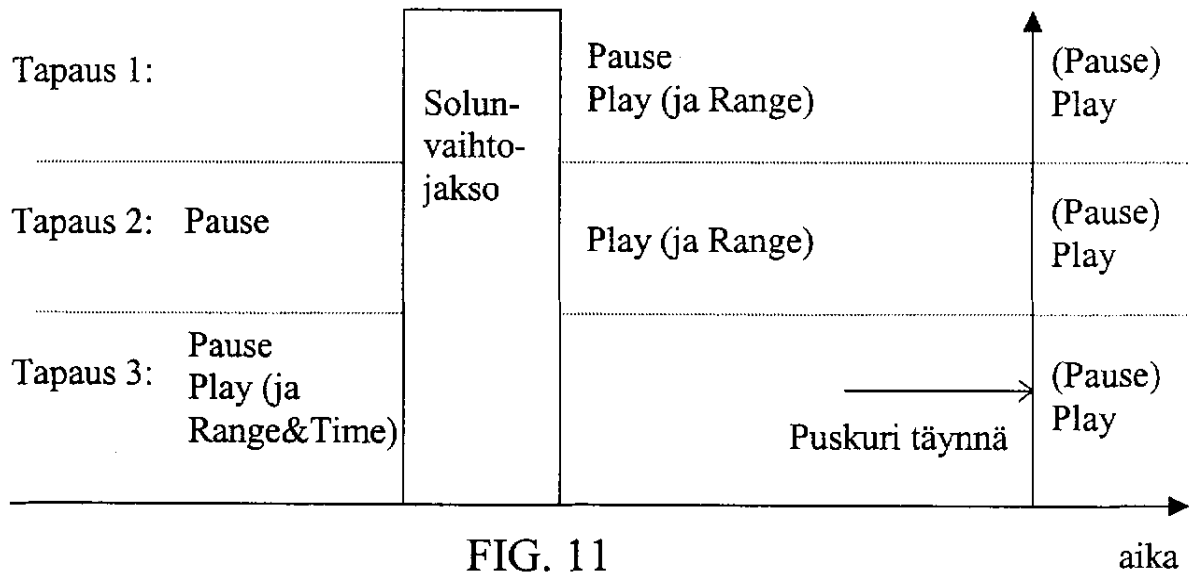 Tapaus 1:
Solun-
vaihto-
jakso
Pause
Play (ja Range)
(Pause)
Play
Tapaus 2:
Pause
Play (ja Range)
(Pause)
Play
Tapaus 3:
Pause
Play (ja
Range&Time)
Puskuri täynnä
(Pause)
Play
FIG. 11
aika